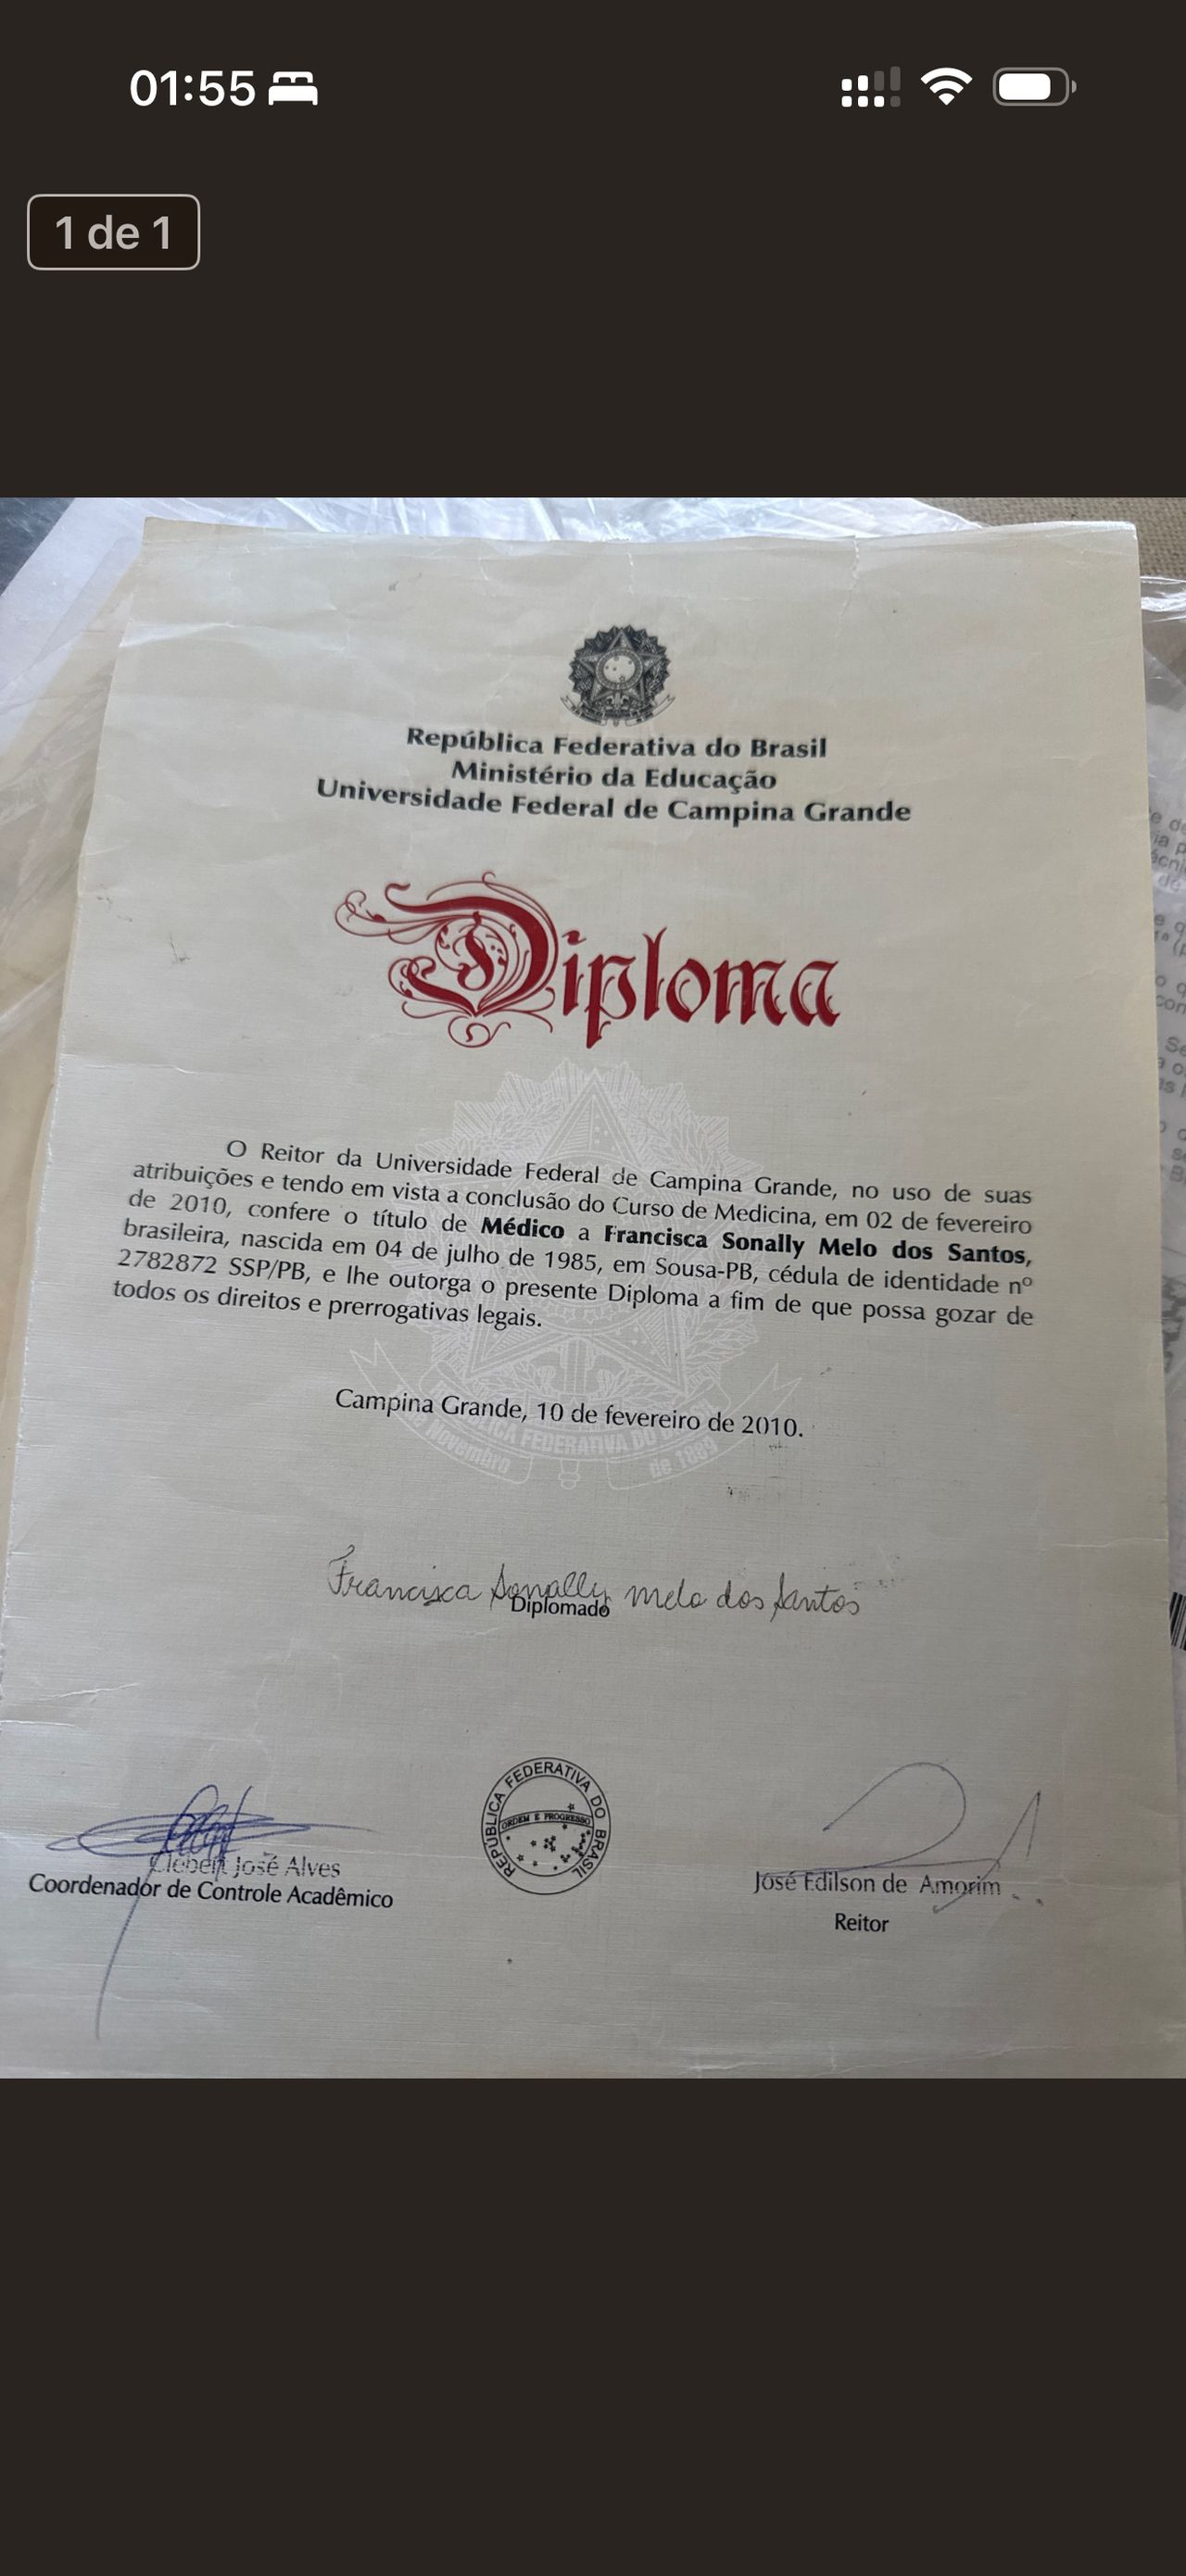 01:55
1 de 1
República Federativa do Brasil
Ministério da Educação
Universidade Federal de Campina Grande
Diploma
O Reitor da Universidade Federal de Campina Grande, no uso de suas
atribuições e tendo em vista a conclusão do Curso de Medicina, em 02 de fevereiro
de 2010, confere o título de Médico a Francisca Sonally Melo dos Santos,
brasileira, nascida em 04 de julho de 1985, em Sousa-PB, cédula de identidade nº
2782872 SSP/PB, e lhe outorga o presente Diploma a fim de que possa gozar de
todos os direitos e prerrogativas legais.
Campina Grande, 10 de fevereiro de 2010.
Novembro
de 1889
Francisca Sonally Melo dos Santos
Diplomado
REPÚBLICA FEDERATIVA DO BRASIL
ORDEM E PROGRESSO
Clebert José Alves
Coordenador de Controle Acadêmico
José Edilson de Amorim
Reitor